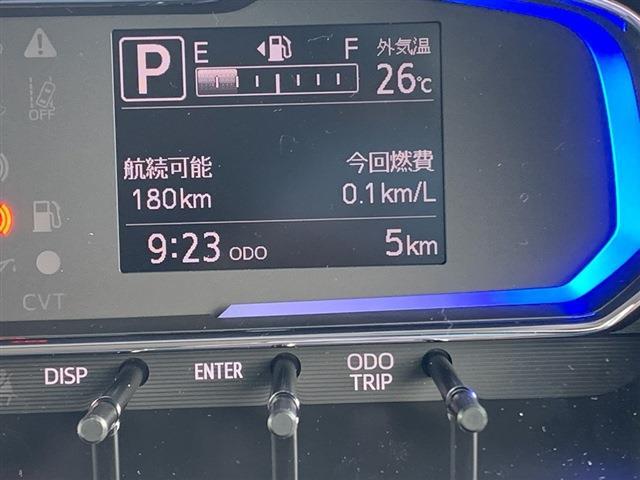 E F 外気温
P 26℃
OFF
航続可能 今回燃費
180km 0.1km/L
9:23 ODO 5km
CVT
DISP ENTER ODO
TRIP